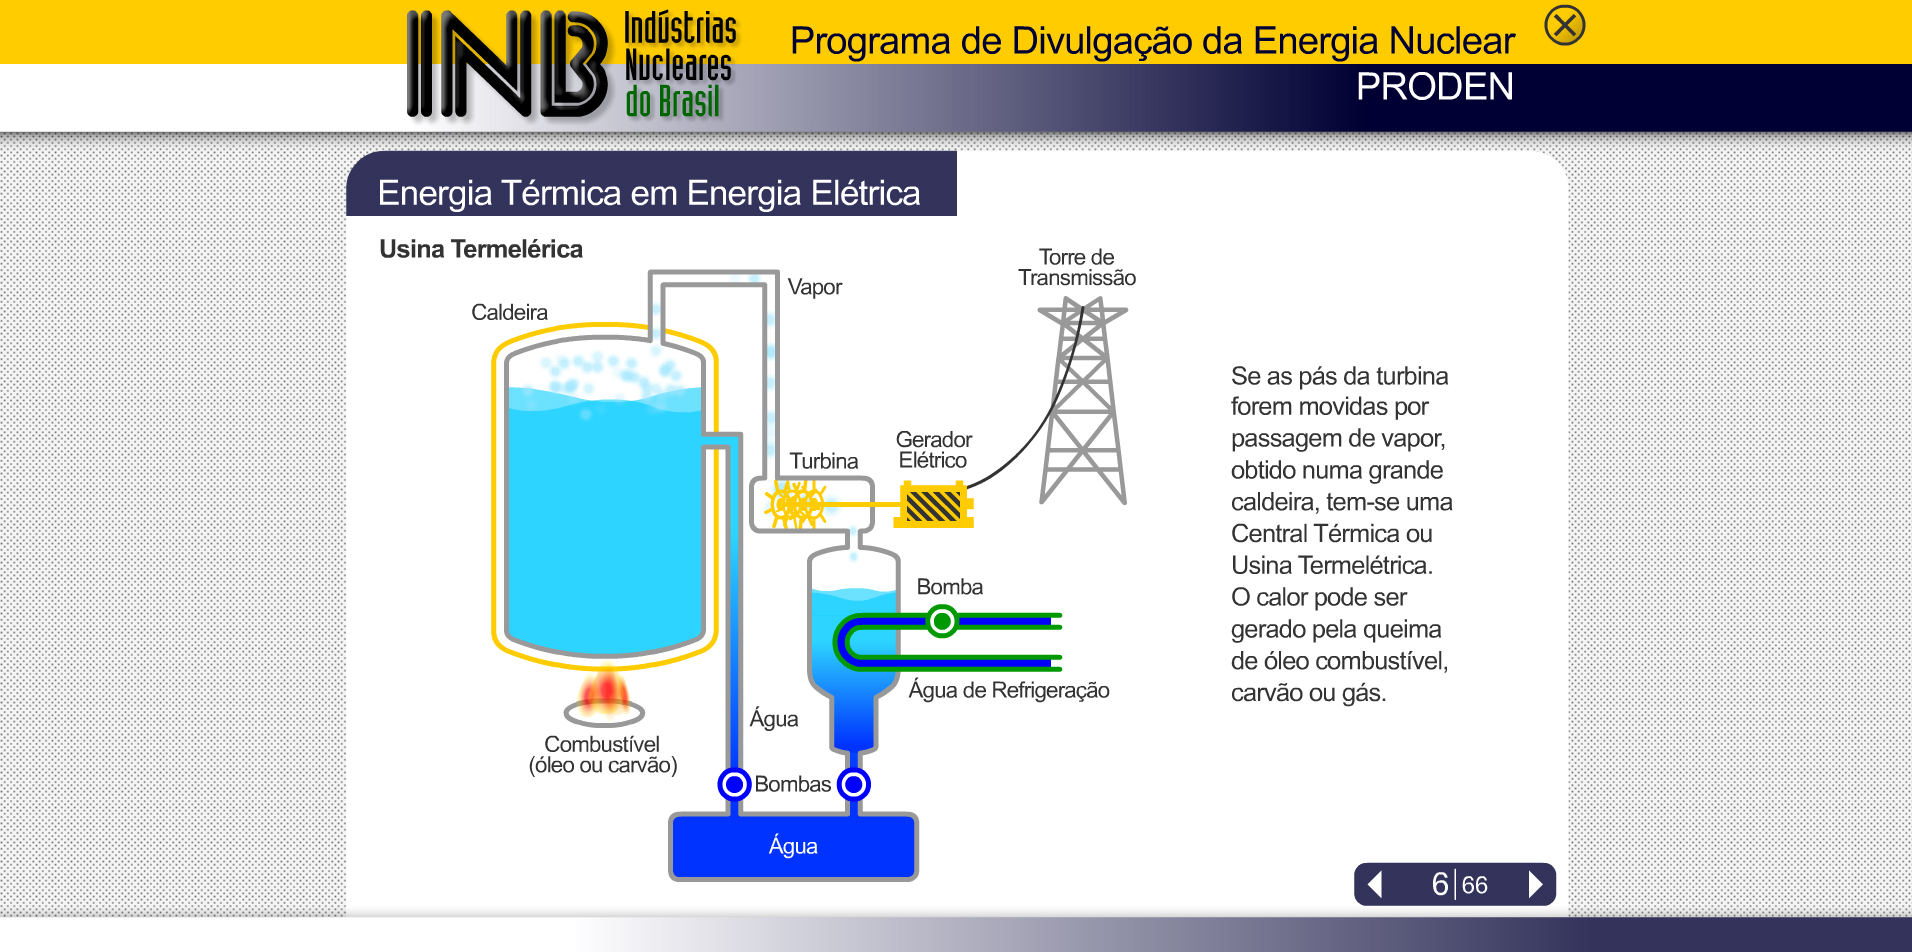 INB
Indústrias
Nucleares
do Brasil
Programa de Divulgação da Energia Nuclear
PRODEN
Energia Térmica em Energia Elétrica
Usina Termelérica
Torre de
Transmissão
Vapor
Caldeira
Gerador
Elétrico
Turbina
Bomba
Água de Refrigeração
Água
Combustível
(óleo ou carvão)
Bombas
Água
Se as pás da turbina
forem movidas por
passagem de vapor,
obtido numa grande
caldeira, tem-se uma
Central Térmica ou
Usina Termelétrica.
O calor pode ser
gerado pela queima
de óleo combustível,
carvão ou gás.
6|66